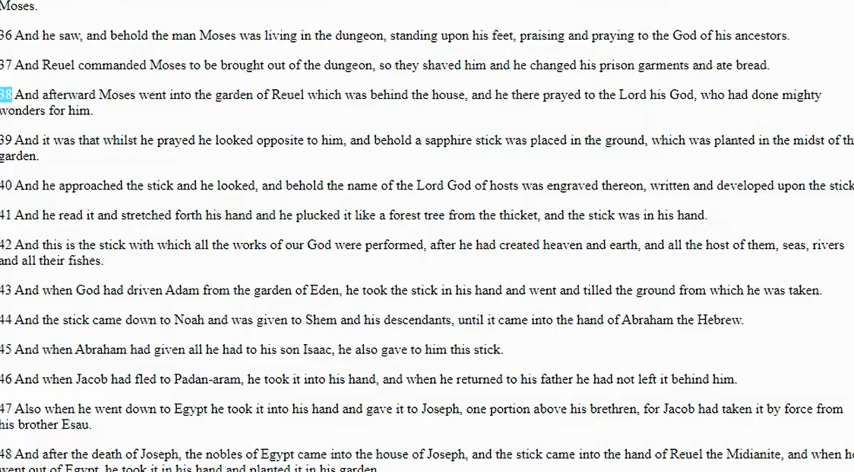 Moses.
36 And he saw, and behold the man Moses was living in the dungeon, standing upon his feet, praising and praying to the God of his ancestors.
37 And Reuel commanded Moses to be brought out of the dungeon, so they shaved him and he changed his prison garments and ate bread.
38 And afterward Moses went into the garden of Reuel which was behind the house, and he there prayed to the Lord his God, who had done mighty
wonders for him.
39 And it was that whilst he prayed he looked opposite to him, and behold a sapphire stick was placed in the ground, which was planted in the midst of th
garden.
40 And he approached the stick and he looked, and behold the name of the Lord God of hosts was engraved thereon, written and developed upon the stick
41 And he read it and stretched forth his hand and he plucked it like a forest tree from the thicket, and the stick was in his hand.
42 And this is the stick with which all the works of our God were performed, after he had created heaven and earth, and all the host of them, seas, rivers
and all their fishes.
43 And when God had driven Adam from the garden of Eden, he took the stick in his hand and went and tilled the ground from which he was taken.
44 And the stick came down to Noah and was given to Shem and his descendants, until it came into the hand of Abraham the Hebrew.
45 And when Abraham had given all he had to his son Isaac, he also gave to him this stick.
46 And when Jacob had fled to Padan-aram, he took it into his hand, and when he returned to his father he had not left it behind him.
47 Also when he went down to Egypt he took it into his hand and gave it to Joseph, one portion above his brethren, for Jacob had taken it by force from
his brother Esau.
48 And after the death of Joseph, the nobles of Egypt came into the house of Joseph, and the stick came into the hand of Reuel the Midianite, and when he
went out of Egypt, he took it in his hand and planted it in his garden.